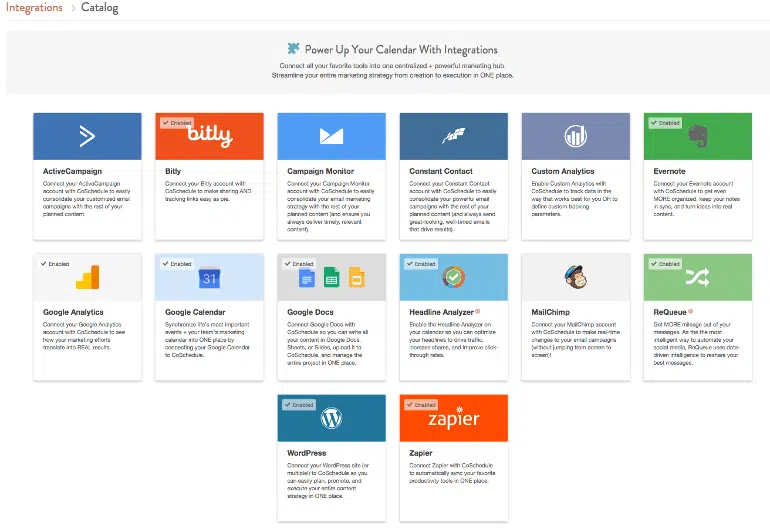 Integrations > Catalog
Power Up Your Calendar With Integrations
Connect all your favorite tools into one centralized + powerful marketing hub.
Streamline your entire marketing strategy from creation to execution in ONE place.
ActiveCampaign
Connect your ActiveCampaign
account with CoSchedule to easily
consolidate your customized email
campaigns with the rest of your
planned content.
✓ Enabled
bitly
Bitly
Connect your Bitly account with
CoSchedule to make sharing AND
tracking links easy as pie.
Campaign Monitor
Connect your Campaign Monitor
account with CoSchedule to easily
consolidate your email marketing
strategy with the rest of your
planned content (and ensure you
always deliver timely, relevant
content).
Constant Contact
Connect your Constant Contact
account with CoSchedule to easily
consolidate your powerful email
campaigns with the rest of your
planned content (and always send
great-looking, well-timed emails
that drive results).
Custom Analytics
Enable Custom Analytics with
CoSchedule to track data in the
way that works best for you OR to
define custom tracking
parameters.
✓ Enabled
Evernote
Connect your Evernote account
with CoSchedule to get even
MORE organized, keep your notes
in sync, and turn ideas into real
content.
✓ Enabled
Google Analytics
Connect your Google Analytics
account with CoSchedule to see
how your marketing efforts
translate into REAL results.
✓ Enabled
31
Google Calendar
Synchronize life's most important
events + your team's marketing
calendar into ONE place by
connecting your Google Calendar
to CoSchedule.
✓ Enabled
Google Docs
Connect Google Docs with
CoSchedule so you can write all
your content in Google Docs,
Sheets, or Slides, upload it to
CoSchedule, and manage the
entire project in ONE place.
✓ Enabled
Headline Analyzer
Enable the Headline Analyzer on
your calendar so you can optimize
your headlines to drive traffic,
increase shares, and improve click-
through rates.
MailChimp
Connect your MailChimp account
with CoSchedule to make real-time
changes to your email campaigns
(without jumping from screen to
screen)!
✓ Enabled
ReQueue
Get MORE mileage out of your
messages. As the most
intelligent way to automate your
social media, ReQueue uses data-
driven intelligence to reshare your
best messages.
✓ Enabled
WordPress
Connect your WordPress site (or
multiple!) to CoSchedule so you
can easily plan, promote, and
execute your entire content
strategy in ONE place.
✓ Enabled
zapier
Zapier
Connect Zapier with CoSchedule
to automatically sync your favorite
productivity tools in ONE place.